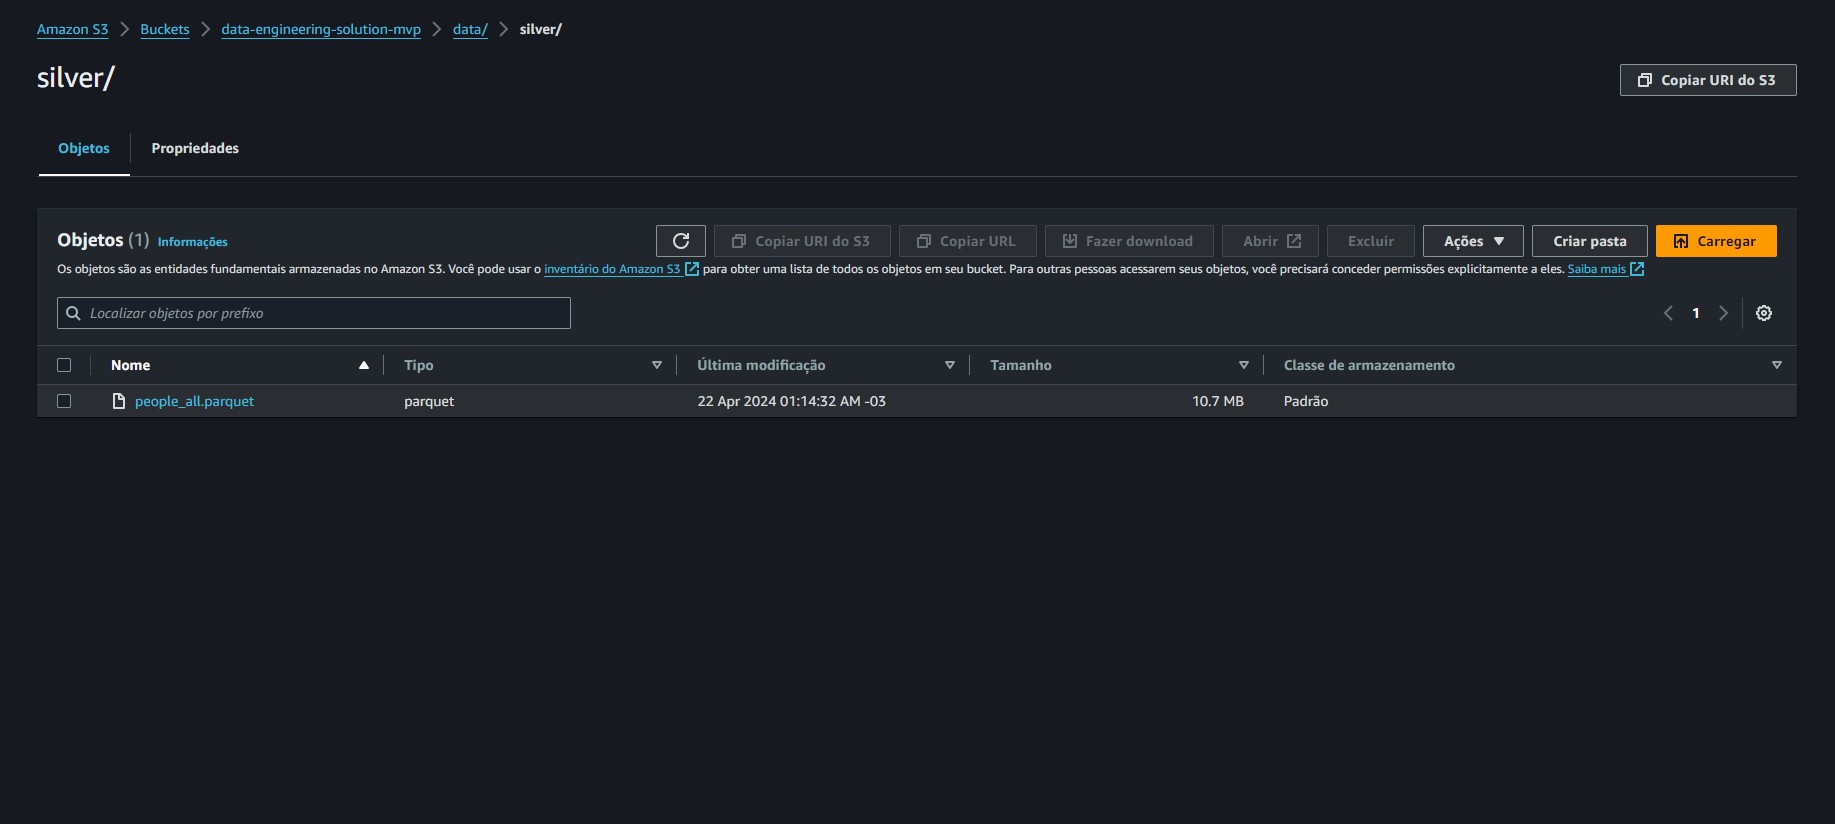 Amazon S3 Buckets data-engineering-solution-mvp data/ silver/
silver/
Copiar URI do S3
Objetos Propriedades
Objetos (1) Informações
Copiar URI do S3 Copiar URL Fazer download Abrir Excluir Ações Criar pasta Carregar
Os objetos são as entidades fundamentais armazenadas no Amazon S3. Você pode usar o inventário do Amazon S3 para obter uma lista de todos os objetos em seu bucket. Para outras pessoas acessarem seus objetos, você precisará conceder permissões explicitamente a eles. Saiba mais
Localizar objetos por prefixo
1
Nome Tipo Última modificação Tamanho Classe de armazenamento
people_all.parquet parquet 22 Apr 2024 01:14:32 AM -03 10.7 MB Padrão